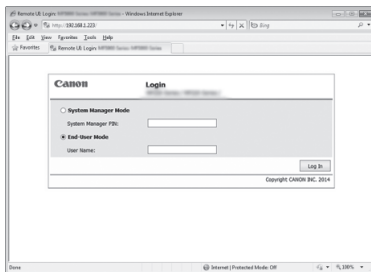 Remote UI: Login - Windows Internet Explorer
http://192.168.1.223/
Bing
File Edit View Favorites Tools Help
Favorites
Remote UI: Login
Canon
Login
System Manager Mode
System Manager PIN:
End-User Mode
User Name:
Log In
Copyright CANON INC. 2014
Done
Internet | Protected Mode: Off
100%